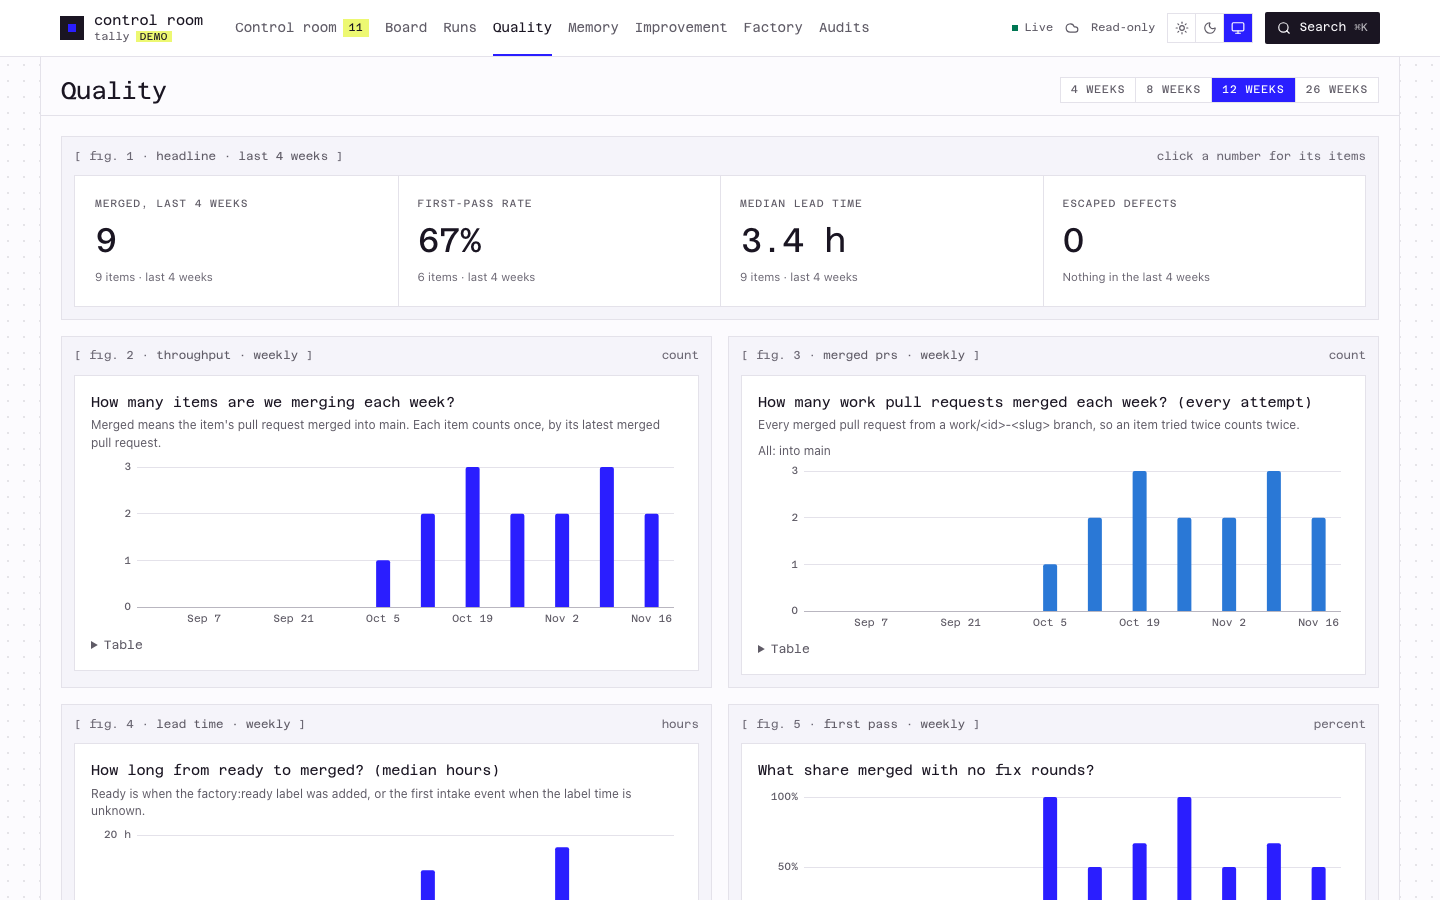 control room
tally DEMO
Control room 11 Board Runs Quality Memory Improvement Factory Audits
Live Read-only Search ⌘K
Quality
4 WEEKS 8 WEEKS 12 WEEKS 26 WEEKS
[ fig. 1 · headline · last 4 weeks ] click a number for its items
MERGED, LAST 4 WEEKS
9
9 items · last 4 weeks
FIRST-PASS RATE
67%
6 items · last 4 weeks
MEDIAN LEAD TIME
3.4 h
9 items · last 4 weeks
ESCAPED DEFECTS
0
Nothing in the last 4 weeks
[ fig. 2 · throughput · weekly ] count
How many items are we merging each week?
Merged means the item's pull request merged into main. Each item counts once, by its latest merged
pull request.
3
2
1
0
Sep 7 Sep 21 Oct 5 Oct 19 Nov 2 Nov 16
Table
[ fig. 3 · merged prs · weekly ] count
How many work pull requests merged each week? (every attempt)
Every merged pull request from a work/<id>-<slug> branch, so an item tried twice counts twice.
All: into main
3
2
1
0
Sep 7 Sep 21 Oct 5 Oct 19 Nov 2 Nov 16
Table
[ fig. 4 · lead time · weekly ] hours
How long from ready to merged? (median hours)
Ready is when the factory:ready label was added, or the first intake event when the label time is
unknown.
20 h
[ fig. 5 · first pass · weekly ] percent
What share merged with no fix rounds?
100%
50%